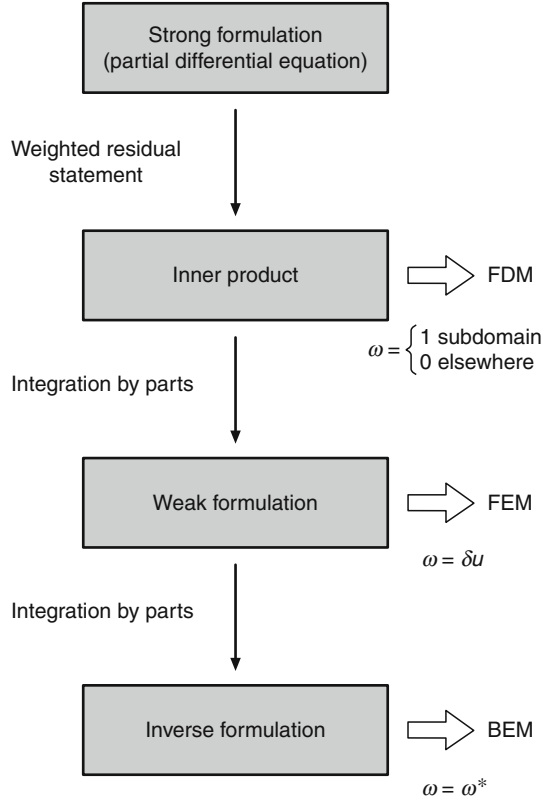 Strong formulation
(partial differential equation)
Weighted residual
statement
Inner product
FDM
ω = { 1 subdomain
0 elsewhere
Integration by parts
Weak formulation
FEM
ω = δu
Integration by parts
Inverse formulation
BEM
ω = ω*